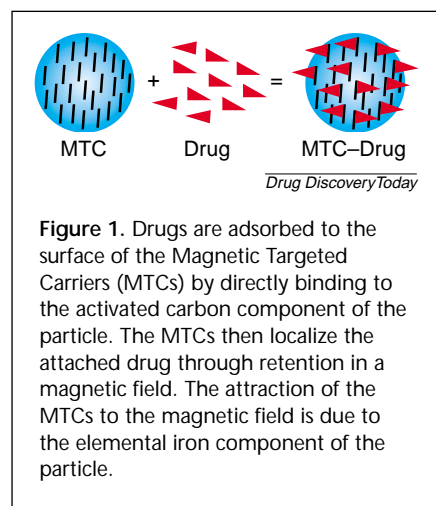 + =
MTC Drug MTC–Drug
Drug DiscoveryToday
Figure 1. Drugs are adsorbed to the
surface of the Magnetic Targeted
Carriers (MTCs) by directly binding to
the activated carbon component of the
particle. The MTCs then localize the
attached drug through retention in a
magnetic field. The attraction of the
MTCs to the magnetic field is due to
the elemental iron component of the
particle.